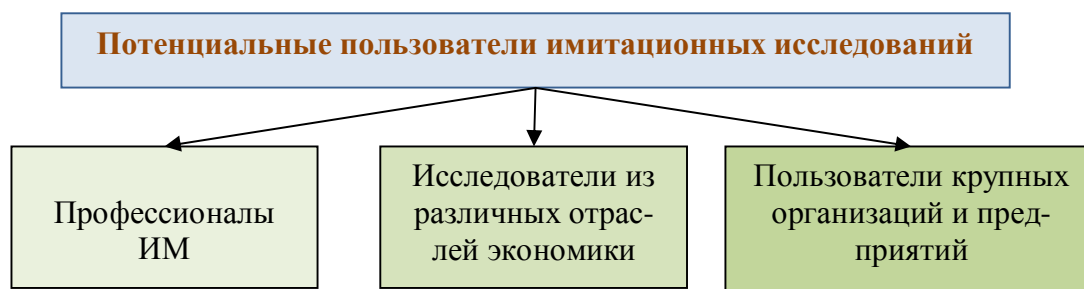 Потенциальные пользователи имитационных исследований
Профессионалы
ИМ
Исследователи из
различных отрас-
лей экономики
Пользователи крупных
организаций и пред-
приятий